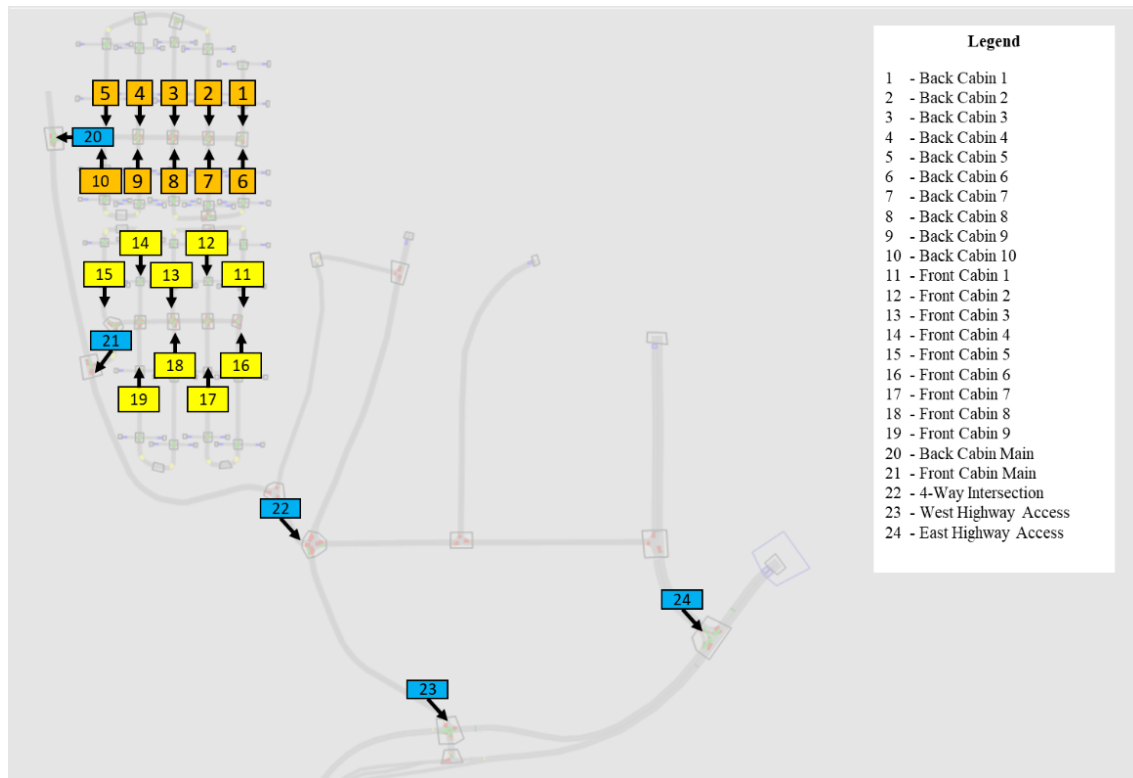 Legend
1 - Back Cabin 1
2 - Back Cabin 2
3 - Back Cabin 3
4 - Back Cabin 4
5 - Back Cabin 5
6 - Back Cabin 6
7 - Back Cabin 7
8 - Back Cabin 8
9 - Back Cabin 9
10 - Back Cabin 10
11 - Front Cabin 1
12 - Front Cabin 2
13 - Front Cabin 3
14 - Front Cabin 4
15 - Front Cabin 5
16 - Front Cabin 6
17 - Front Cabin 7
18 - Front Cabin 8
19 - Front Cabin 9
20 - Back Cabin Main
21 - Front Cabin Main
22 - 4-Way Intersection
23 - West Highway Access
24 - East Highway Access
5 4 3 2 1
20
10 9 8 7 6
14 12
15 13 11
21
18 16
19 17
22
24
23